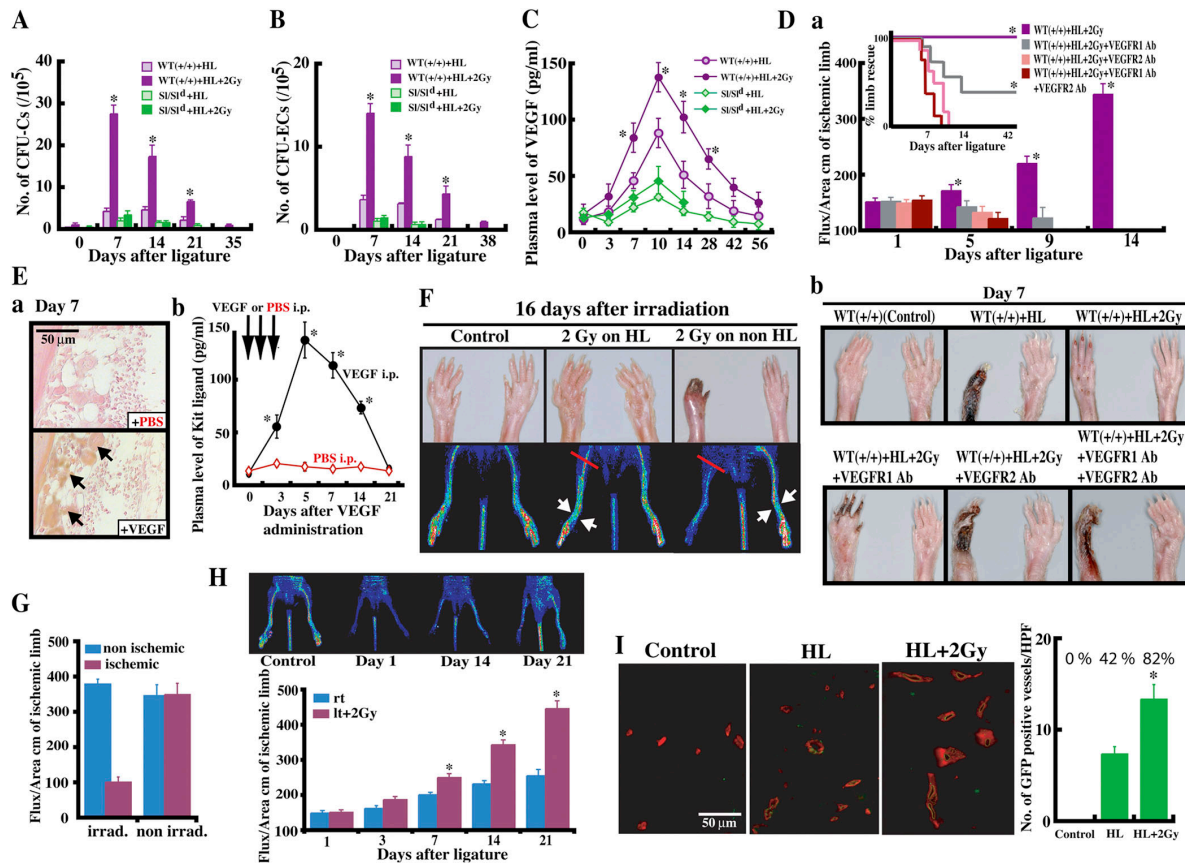 A
No. of CFU-Cs (/10⁵)
40
30
20
10
0
WT(+/+)+HL
WT(+/+)+HL+2Gy
Sl/Slᵈ+HL
Sl/Slᵈ+HL+2Gy
*
*
*
0 7 14 21 35
Days after ligature
B
No. of CFU-ECs (/10⁵)
20
10
0
WT(+/+)+HL
WT(+/+)+HL+2Gy
Sl/Slᵈ+HL
Sl/Slᵈ+HL+2Gy
*
*
*
0 7 14 21 38
Days after ligature
C
Plasma level of VEGF (pg/ml)
150
100
50
0
WT(+/+)+HL
WT(+/+)+HL+2Gy
Sl/Slᵈ +HL
Sl/Slᵈ +HL+2Gy
*
*
*
*
0 3 7 10 14 28 42 56
Days after ligature
D
a
Flux/Area cm of ischemic limb
400
300
200
100
% limb rescue
100
0
*
*
7 14 42
Days after ligature
WT(+/+)+HL+2Gy
WT(+/+)+HL+2Gy+VEGFR1 Ab
WT(+/+)+HL+2Gy+VEGFR2 Ab
WT(+/+)+HL+2Gy+VEGFR1 Ab
+VEGFR2 Ab
*
*
*
1 5 9 14
Days after ligature
b
Day 7
WT(+/+)(Control)
WT(+/+)+HL
WT(+/+)+HL+2Gy
WT(+/+)+HL+2Gy
+VEGFR1 Ab
WT(+/+)+HL+2Gy
+VEGFR2 Ab
WT(+/+)+HL+2Gy
+VEGFR1 Ab
+VEGFR2 Ab
E
a Day 7
50 µm
+PBS
+VEGF
b
VEGF or PBS i.p.
Plasma level of Kit ligand (pg/ml)
150
100
50
0
*
*
*
*
VEGF i.p.
PBS i.p.
0 3 5 7 14 21
Days after VEGF
administration
F
16 days after irradiation
Control
2 Gy on HL
2 Gy on non HL
G
Flux/Area cm of ischemic limb
500
400
300
200
100
0
non ischemic
ischemic
irrad. non irrad.
H
Control
Day 1
Day 14
Day 21
Flux/Area cm of ischemic limb
500
400
300
200
100
rt
lt+2Gy
*
*
*
1 3 7 14 21
Days after ligature
I
Control
HL
HL+2Gy
50 µm
No. of GFP positive vessels/HPF
20
10
0
0 % 42 % 82%
*
Control HL HL+2Gy